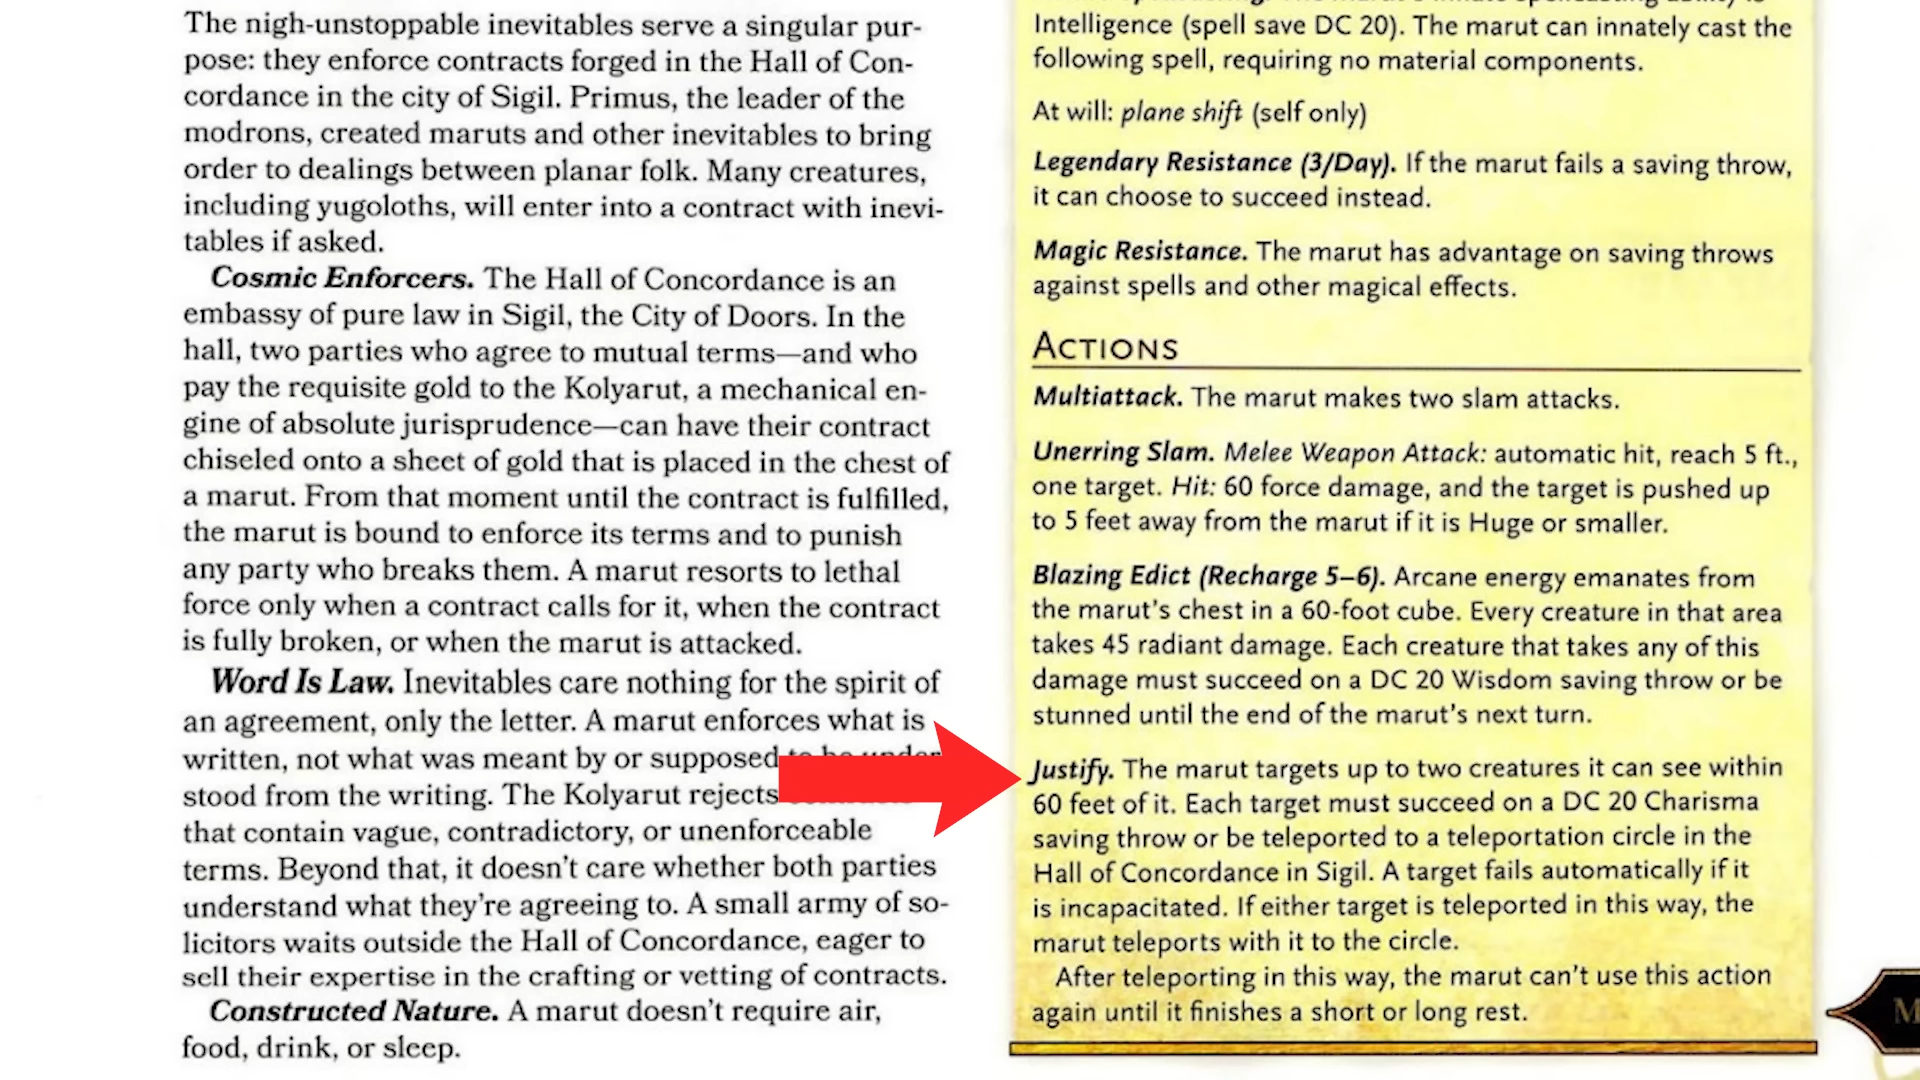 The nigh-unstoppable inevitables serve a singular pur-
pose: they enforce contracts forged in the Hall of Con-
cordance in the city of Sigil. Primus, the leader of the
modrons, created maruts and other inevitables to bring
order to dealings between planar folk. Many creatures,
including yugoloths, will enter into a contract with inevi-
tables if asked.
Cosmic Enforcers. The Hall of Concordance is an
embassy of pure law in Sigil, the City of Doors. In the
hall, two parties who agree to mutual terms—and who
pay the requisite gold to the Kolyarut, a mechanical en-
gine of absolute jurisprudence—can have their contract
chiseled onto a sheet of gold that is placed in the chest of
a marut. From that moment until the contract is fulfilled,
the marut is bound to enforce its terms and to punish
any party who breaks them. A marut resorts to lethal
force only when a contract calls for it, when the contract
is fully broken, or when the marut is attacked.
Word Is Law. Inevitables care nothing for the spirit of
an agreement, only the letter. A marut enforces what is
written, not what was meant by or supposed
stood from the writing. The Kolyarut rejects
that contain vague, contradictory, or unenforceable
terms. Beyond that, it doesn't care whether both parties
understand what they're agreeing to. A small army of so-
licitors waits outside the Hall of Concordance, eager to
sell their expertise in the crafting or vetting of contracts.
Constructed Nature. A marut doesn't require air,
food, drink, or sleep.
Intelligence (spell save DC 20). The marut can innately cast the
following spell, requiring no material components.
At will: plane shift (self only)
Legendary Resistance (3/Day). If the marut fails a saving throw,
it can choose to succeed instead.
Magic Resistance. The marut has advantage on saving throws
against spells and other magical effects.
ACTIONS
Multiattack. The marut makes two slam attacks.
Unerring Slam. Melee Weapon Attack: automatic hit, reach 5 ft.,
one target. Hit: 60 force damage, and the target is pushed up
to 5 feet away from the marut if it is Huge or smaller.
Blazing Edict (Recharge 5–6). Arcane energy emanates from
the marut's chest in a 60-foot cube. Every creature in that area
takes 45 radiant damage. Each creature that takes any of this
damage must succeed on a DC 20 Wisdom saving throw or be
stunned until the end of the marut's next turn.
Justify. The marut targets up to two creatures it can see within
60 feet of it. Each target must succeed on a DC 20 Charisma
saving throw or be teleported to a teleportation circle in the
Hall of Concordance in Sigil. A target fails automatically if it
is incapacitated. If either target is teleported in this way, the
marut teleports with it to the circle.
After teleporting in this way, the marut can't use this action
again until it finishes a short or long rest.